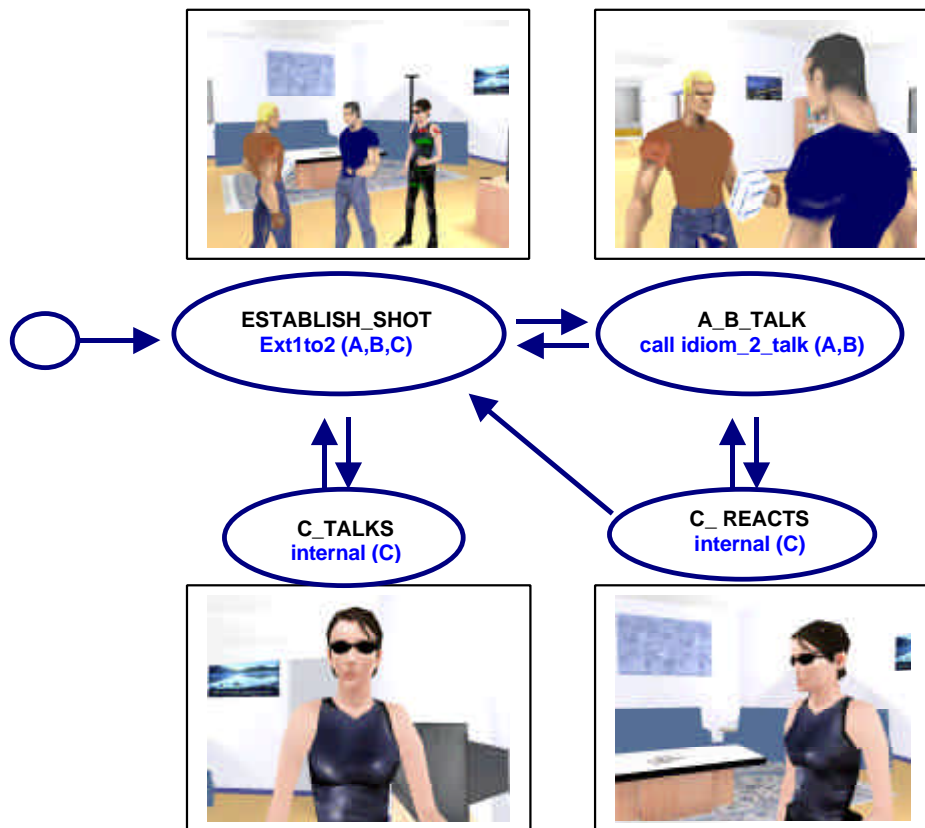 ESTABLISH_SHOT
Ext1to2 (A,B,C)
A_B_TALK
call idiom_2_talk (A,B)
C_TALKS
internal (C)
C_ REACTS
internal (C)